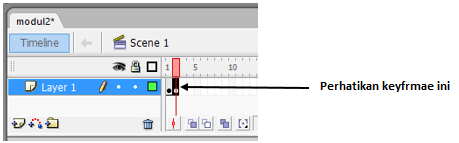 modul2*
Timeline Scene 1
1 5 10
Layer 1 Perhatikan keyfrmae ini